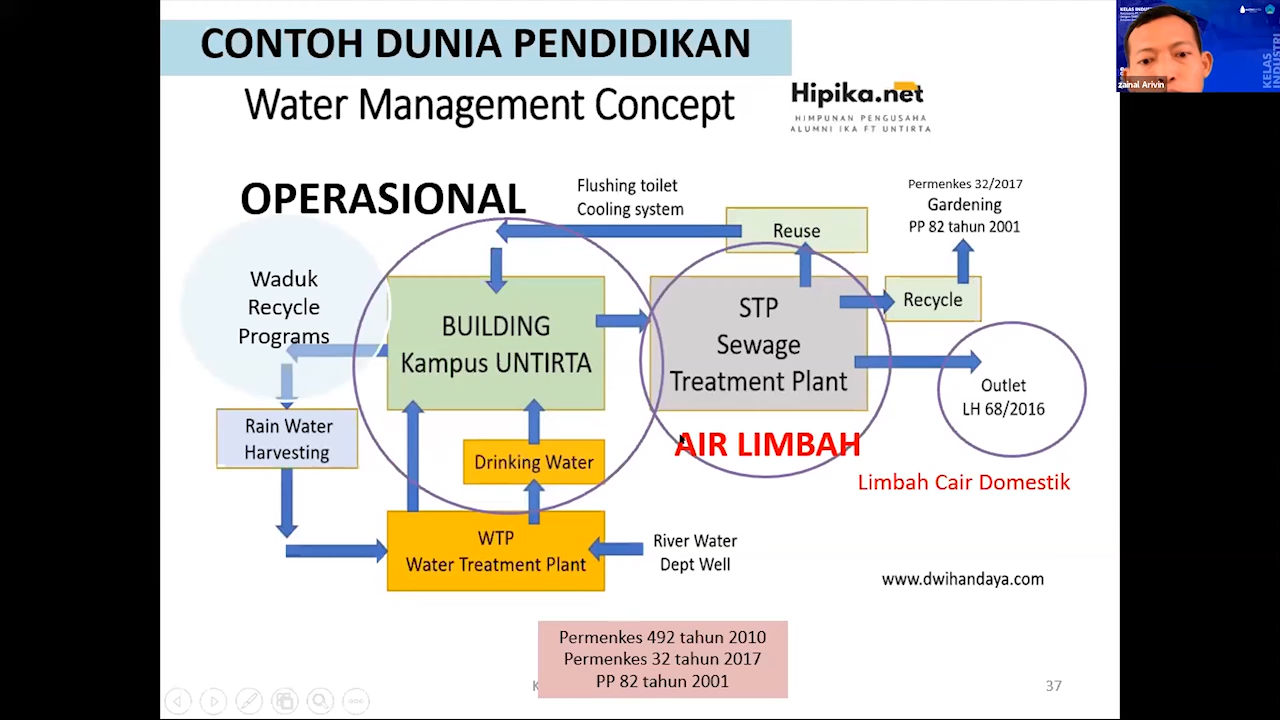 CONTOH DUNIA PENDIDIKAN
Water Management Concept
Hipika.net
HIMPUNAN PENGUSAHA
ALUMNI IKA FT UNTIRTA
OPERASIONAL
Flushing toilet
Cooling system
Reuse
Permenkes 32/2017
Gardening
PP 82 tahun 2001
Waduk
Recycle
Programs
BUILDING
Kampus UNTIRTA
STP
Sewage
Treatment Plant
Recycle
Outlet
LH 68/2016
Rain Water
Harvesting
Drinking Water
AIR LIMBAH
Limbah Cair Domestik
WTP
Water Treatment Plant
River Water
Dept Well
www.dwihandaya.com
Permenkes 492 tahun 2010
Permenkes 32 tahun 2017
PP 82 tahun 2001
37
KELAS INDUSTRI
zainal Arivin
KELAS
INDUSTRI